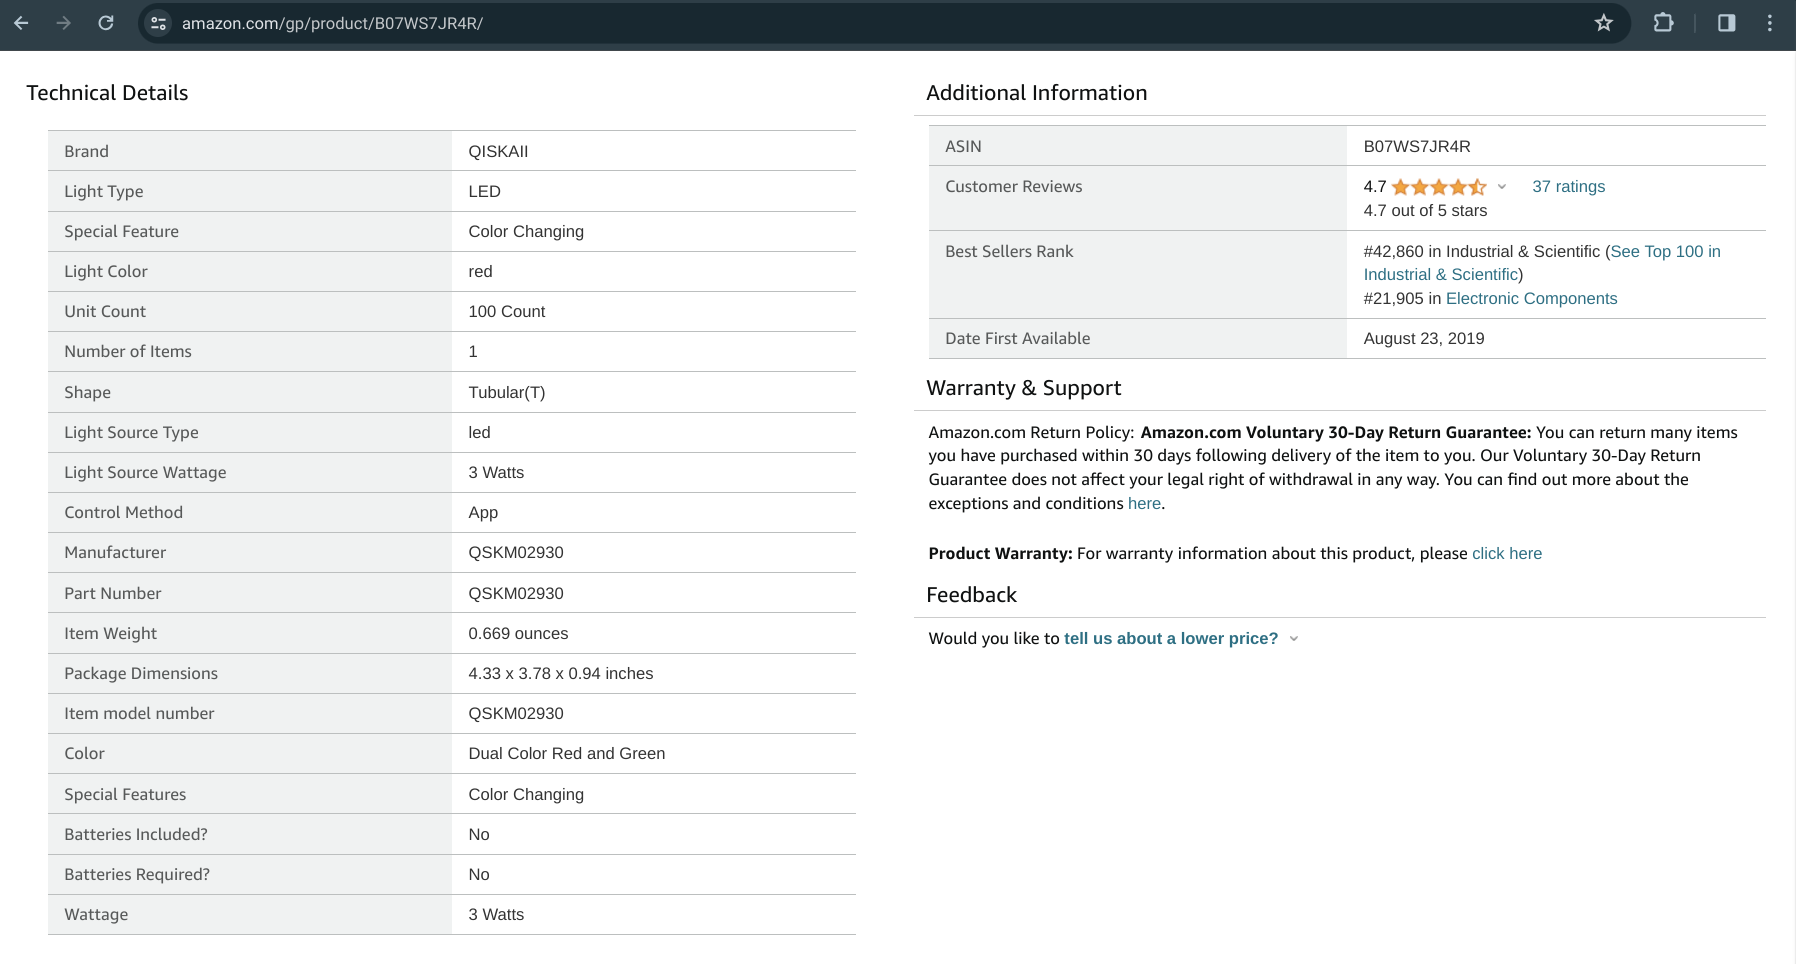 amazon.com/gp/product/B07WS7JR4R/
Technical Details
Brand QISKAII
Light Type LED
Special Feature Color Changing
Light Color red
Unit Count 100 Count
Number of Items 1
Shape Tubular(T)
Light Source Type led
Light Source Wattage 3 Watts
Control Method App
Manufacturer QSKM02930
Part Number QSKM02930
Item Weight 0.669 ounces
Package Dimensions 4.33 x 3.78 x 0.94 inches
Item model number QSKM02930
Color Dual Color Red and Green
Special Features Color Changing
Batteries Included? No
Batteries Required? No
Wattage 3 Watts
Additional Information
ASIN B07WS7JR4R
Customer Reviews 4.7 37 ratings
4.7 out of 5 stars
Best Sellers Rank #42,860 in Industrial & Scientific (See Top 100 in
Industrial & Scientific)
#21,905 in Electronic Components
Date First Available August 23, 2019
Warranty & Support
Amazon.com Return Policy: Amazon.com Voluntary 30-Day Return Guarantee: You can return many items
you have purchased within 30 days following delivery of the item to you. Our Voluntary 30-Day Return
Guarantee does not affect your legal right of withdrawal in any way. You can find out more about the
exceptions and conditions here.
Product Warranty: For warranty information about this product, please click here
Feedback
Would you like to tell us about a lower price?